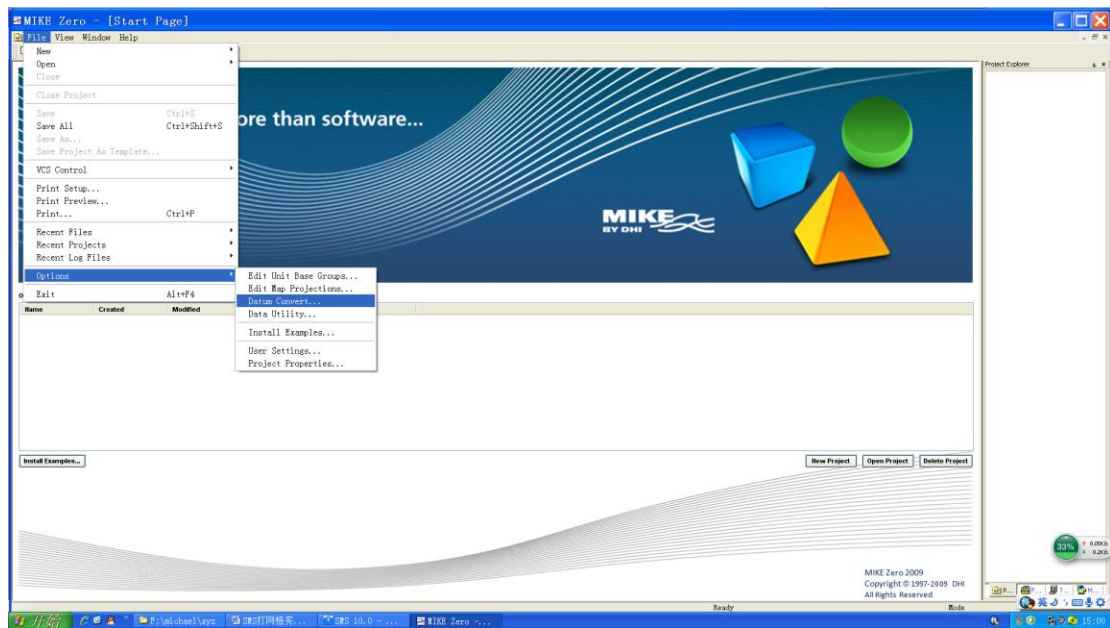 MIKE Zero - [Start Page]
File View Window Help
New
Open
Close
Close Project
Save Ctrl+S
Save All Ctrl+Shift+S
Save As...
Save Project As Template...
VCS Control
Print Setup...
Print Preview...
Print... Ctrl+P
Recent Files
Recent Projects
Recent Log Files
Options
Exit Alt+F4
Edit Unit Base Groups...
Edit Map Projections...
Datum Convert...
Data Utility...
Install Examples...
User Settings...
Project Properties...
ore than software...
MIKE
BY DHI
Project Explorer
Name Created Modified
Install Examples...
New Project Open Project Delete Project
33%
MIKE Zero 2009
Copyright © 1997-2009 DHI
All Rights Reserved
Ready Mode
开始 F:\michael\xyz SMS打网格实... SMS 10.0 - ... MIKE Zero -...
英
15:00